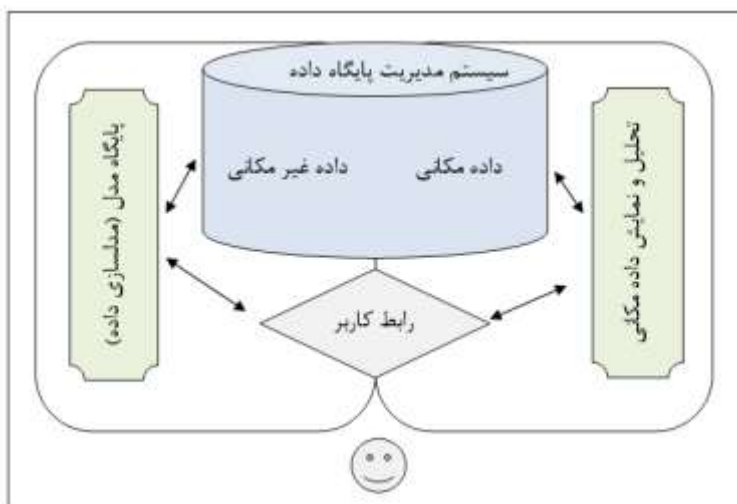 سیستم مدیریت پایگاه داده
داده مکانی
داده غیر مکانی
تحلیل و نمایش داده مکانی
پایگاه مدل (مدلسازی داده)
رابط کاربر